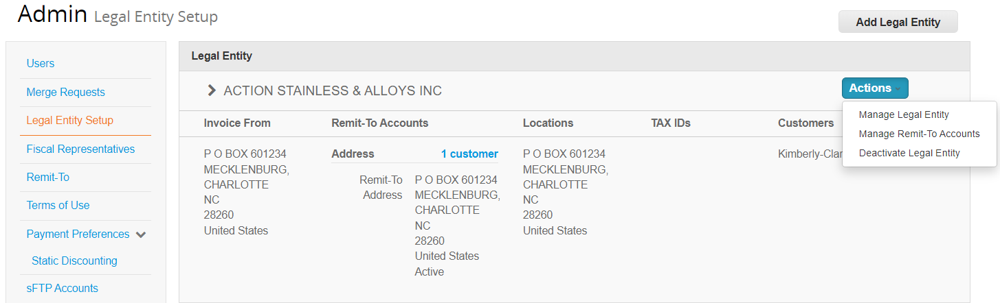 Admin Legal Entity Setup
Add Legal Entity
Users
Merge Requests
Legal Entity Setup
Fiscal Representatives
Remit-To
Terms of Use
Payment Preferences
Static Discounting
sFTP Accounts
Legal Entity
ACTION STAINLESS & ALLOYS INC
Actions
Manage Legal Entity
Manage Remit-To Accounts
Deactivate Legal Entity
Invoice From
Remit-To Accounts
Locations
TAX IDs
Customers
P O BOX 601234
MECKLENBURG,
CHARLOTTE
NC
28260
United States
Address
1 customer
Remit-To
Address
P O BOX 601234
MECKLENBURG,
CHARLOTTE
NC
28260
United States
Active
P O BOX 601234
MECKLENBURG,
CHARLOTTE
NC
28260
United States
Kimberly-Clar